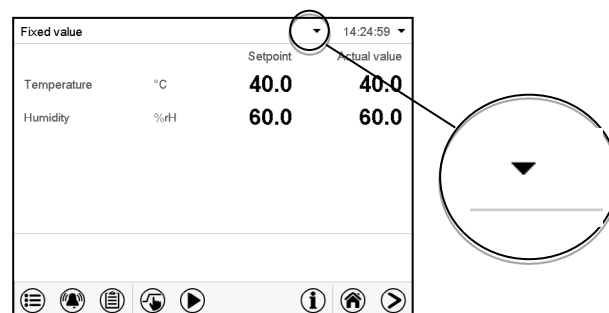 Fixed value 14:24:59
Setpoint Actual value
Temperature °C 40.0 40.0
Humidity %rH 60.0 60.0